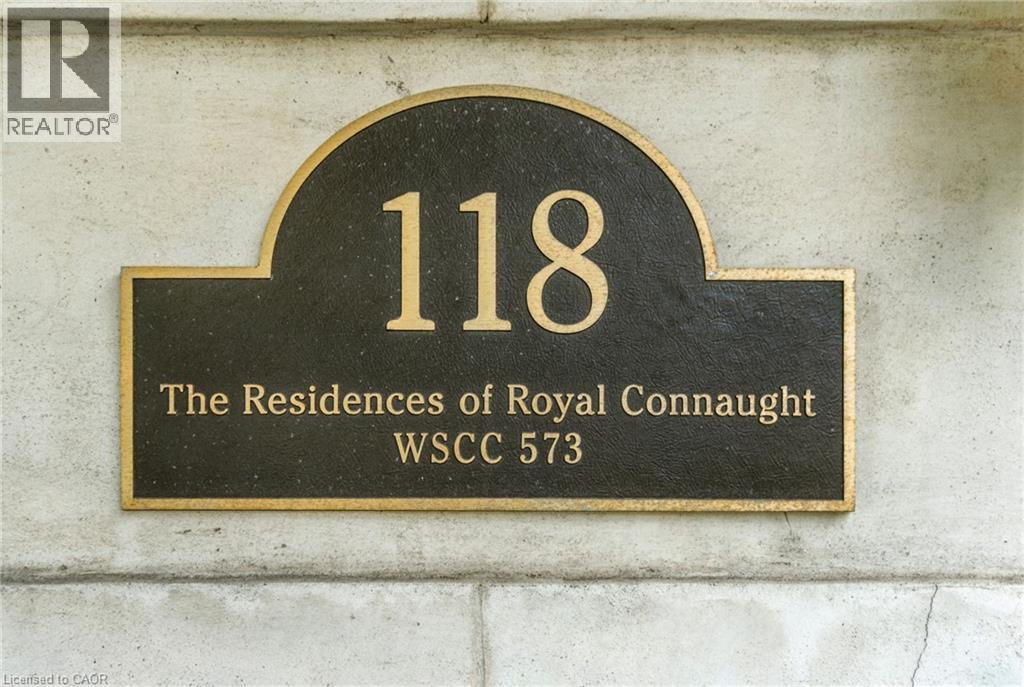 REALTOR®
118
The Residences of Royal Connaught
WSCC 573
Licensed to CAOR